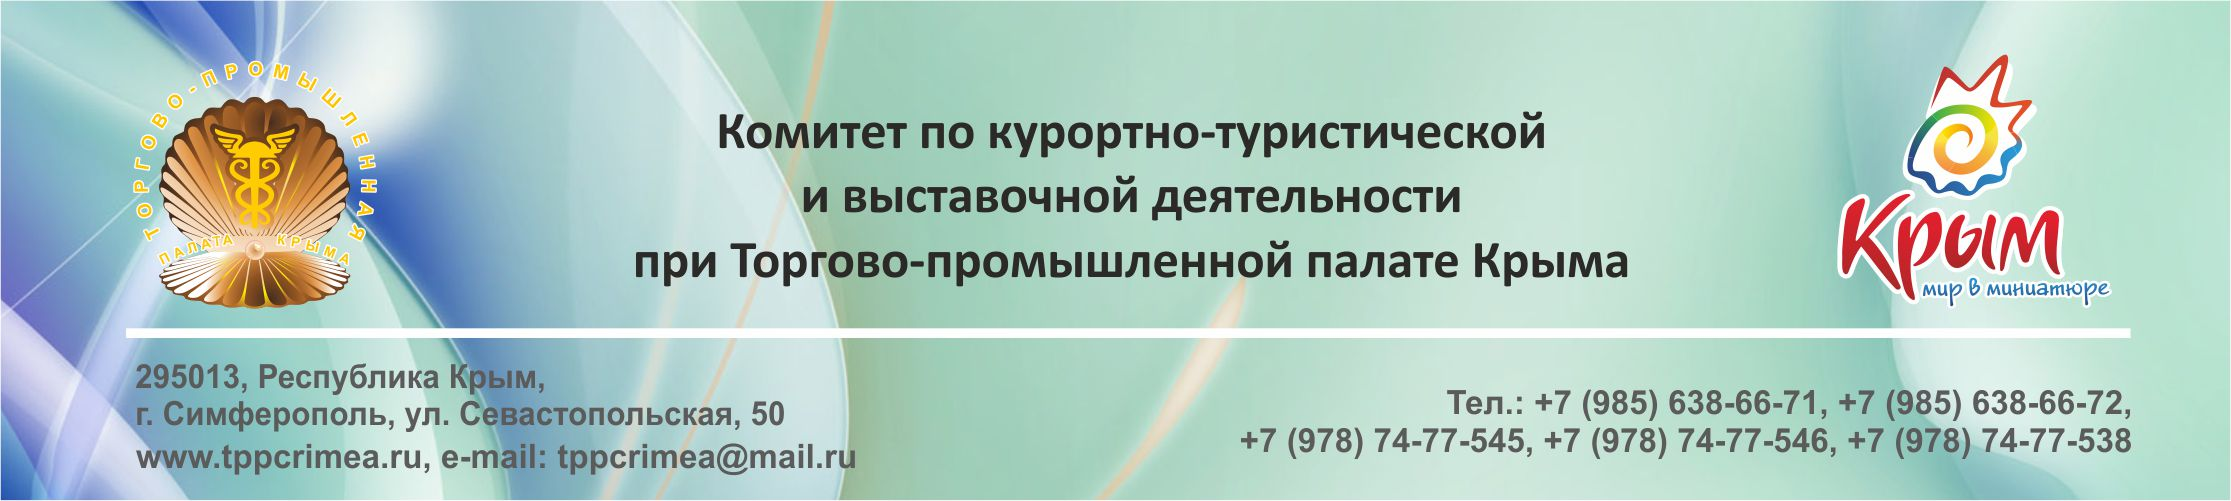 ТОРГОВО-ПРОМЫШЛЕННАЯ
ПАЛАТА КРЫМА
Комитет по курортно-туристической
и выставочной деятельности
при Торгово-промышленной палате Крыма
Крым
мир в миниатюре
295013, Республика Крым,
г. Симферополь, ул. Севастопольская, 50
www.tppcrimea.ru, e-mail: tppcrimea@mail.ru
Тел.: +7 (985) 638-66-71, +7 (985) 638-66-72,
+7 (978) 74-77-545, +7 (978) 74-77-546, +7 (978) 74-77-538